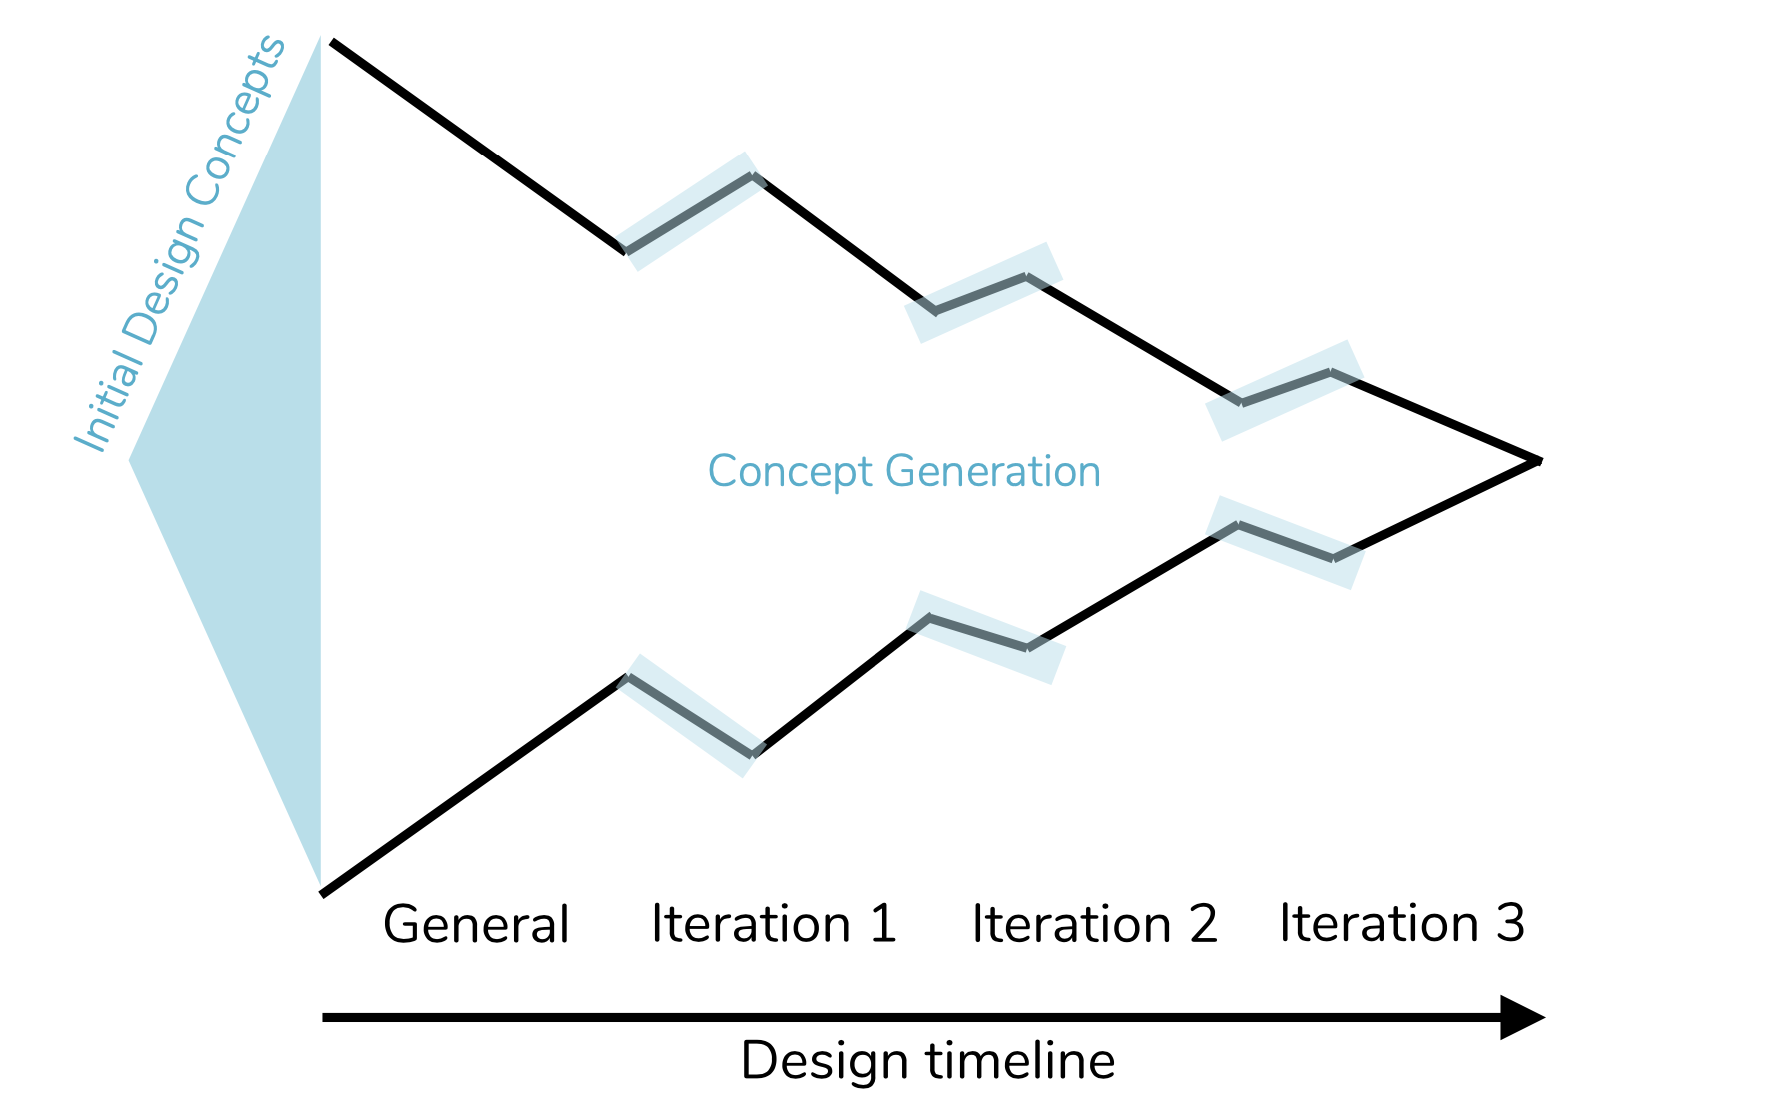 Initial Design Concepts
Concept Generation
General
Iteration 1
Iteration 2
Iteration 3
Design timeline